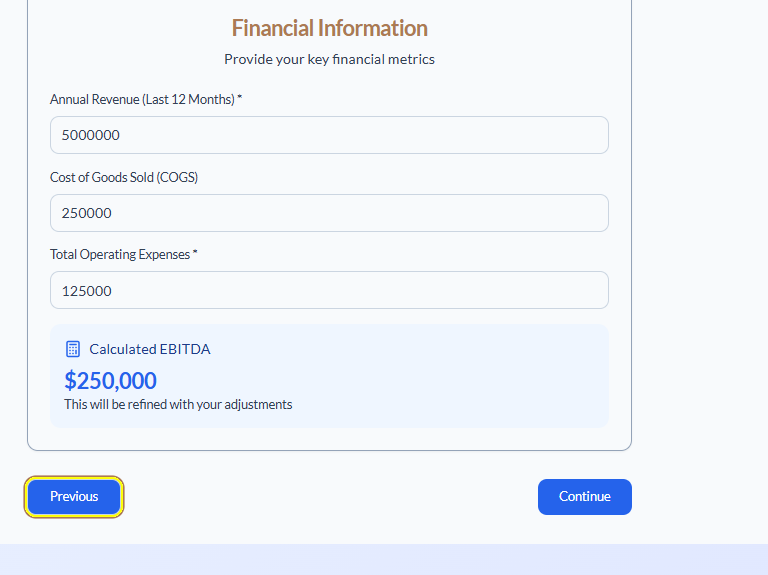 Financial Information
Provide your key financial metrics
Annual Revenue (Last 12 Months) *
5000000
Cost of Goods Sold (COGS)
250000
Total Operating Expenses *
125000
Calculated EBITDA
$250,000
This will be refined with your adjustments
Previous
Continue